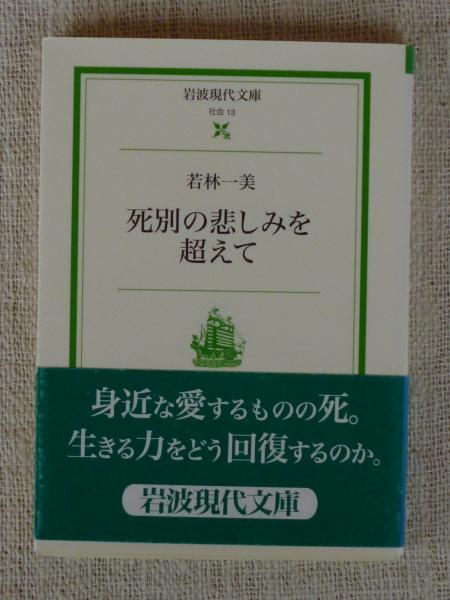 岩波現代文庫
社会 13
若林一美
死別の悲しみを
超えて
身近な愛するものの死。
生きる力をどう回復するのか。
岩波現代文庫